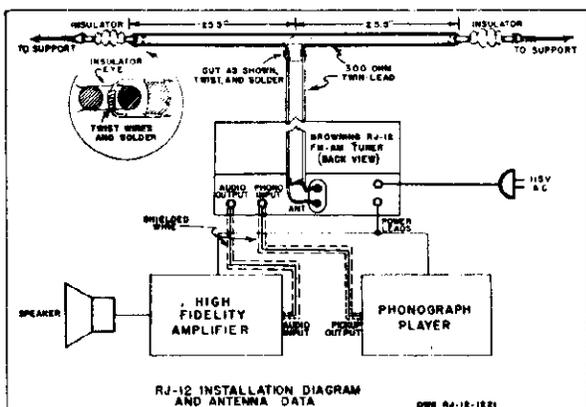 INSULATOR
25.5"
25.5"
INSULATOR
TO SUPPORT
TO SUPPORT
INSULATOR
EYE
CUT AS SHOWN,
TWIST, AND SOLDER
300 OHM
TWIN-LEAD
TWIST WIRES
AND SOLDER
BROWNING RJ-12
FM-AM TUNER
(BACK VIEW)
AUDIO
OUTPUT
PHONO
INPUT
ANT
115V
AC
SHIELDED
WIRE
POWER
LEADS
SPEAKER
HIGH
FIDELITY
AMPLIFIER
AUDIO
INPUT
PICKUP
OUTPUT
PHONOGRAPH
PLAYER
RJ-12 INSTALLATION DIAGRAM
AND ANTENNA DATA
RJ-12-1221